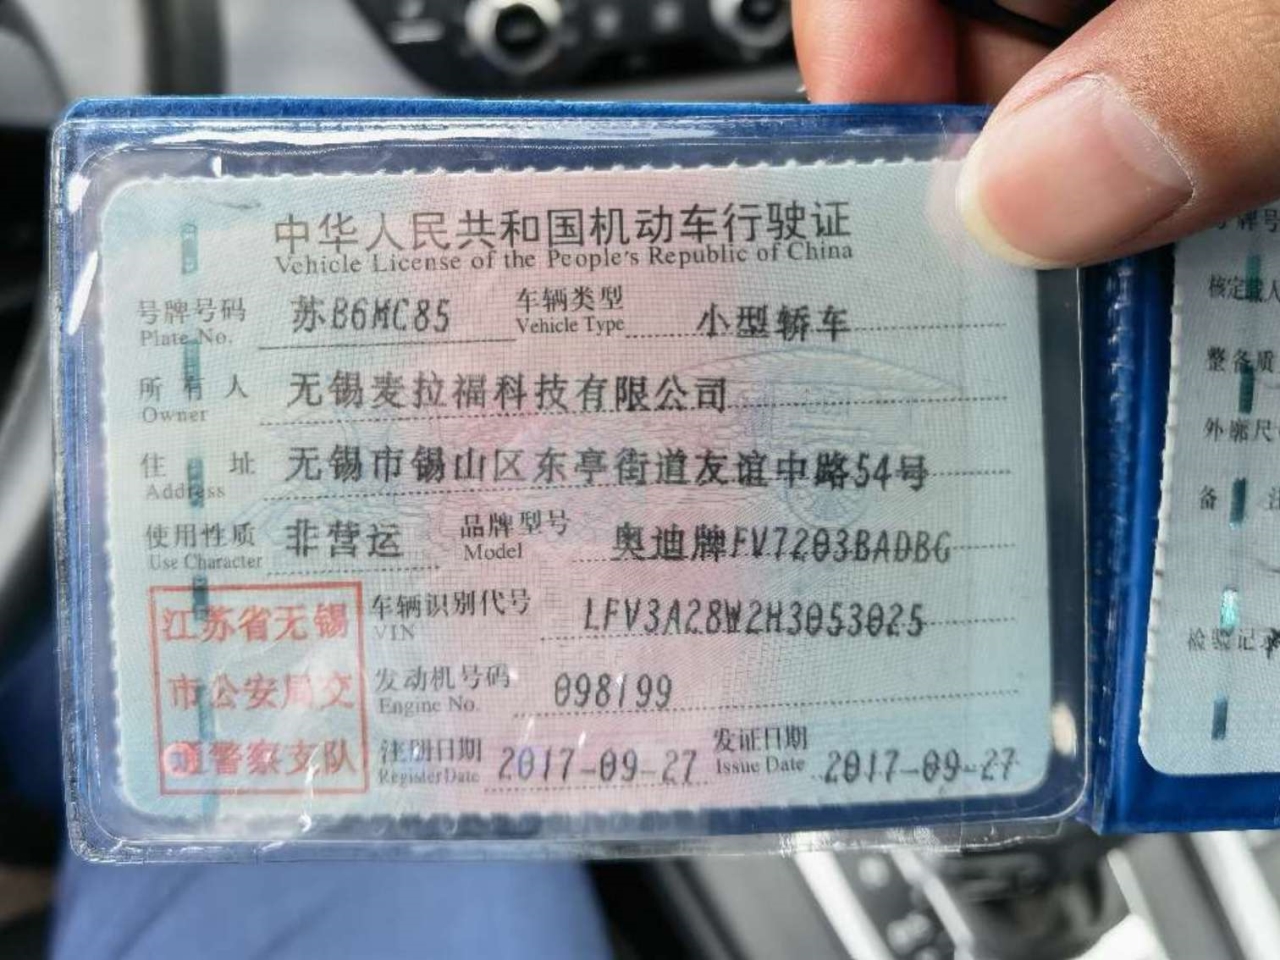 中华人民共和国机动车行驶证
Vehicle License of the People's Republic of China
号牌号码 苏B6MC85 车辆类型 小型轿车
Plate No. Vehicle Type
所有人 无锡麦拉福科技有限公司
Owner
住址 无锡市锡山区东亭街道友谊中路54号
Address
使用性质 非营运 品牌型号 奥迪牌FV7203BADBG
Use Character Model
车辆识别代号 LFV3A28W2H3053025
VIN
发动机号码 098199
Engine No.
注册日期 2017-09-27 发证日期 2017-09-27
Register Date Issue Date
江苏省无锡
市公安局交
通警察支队
号牌号
核定载人
整备质
外廓尺
备
检验记录